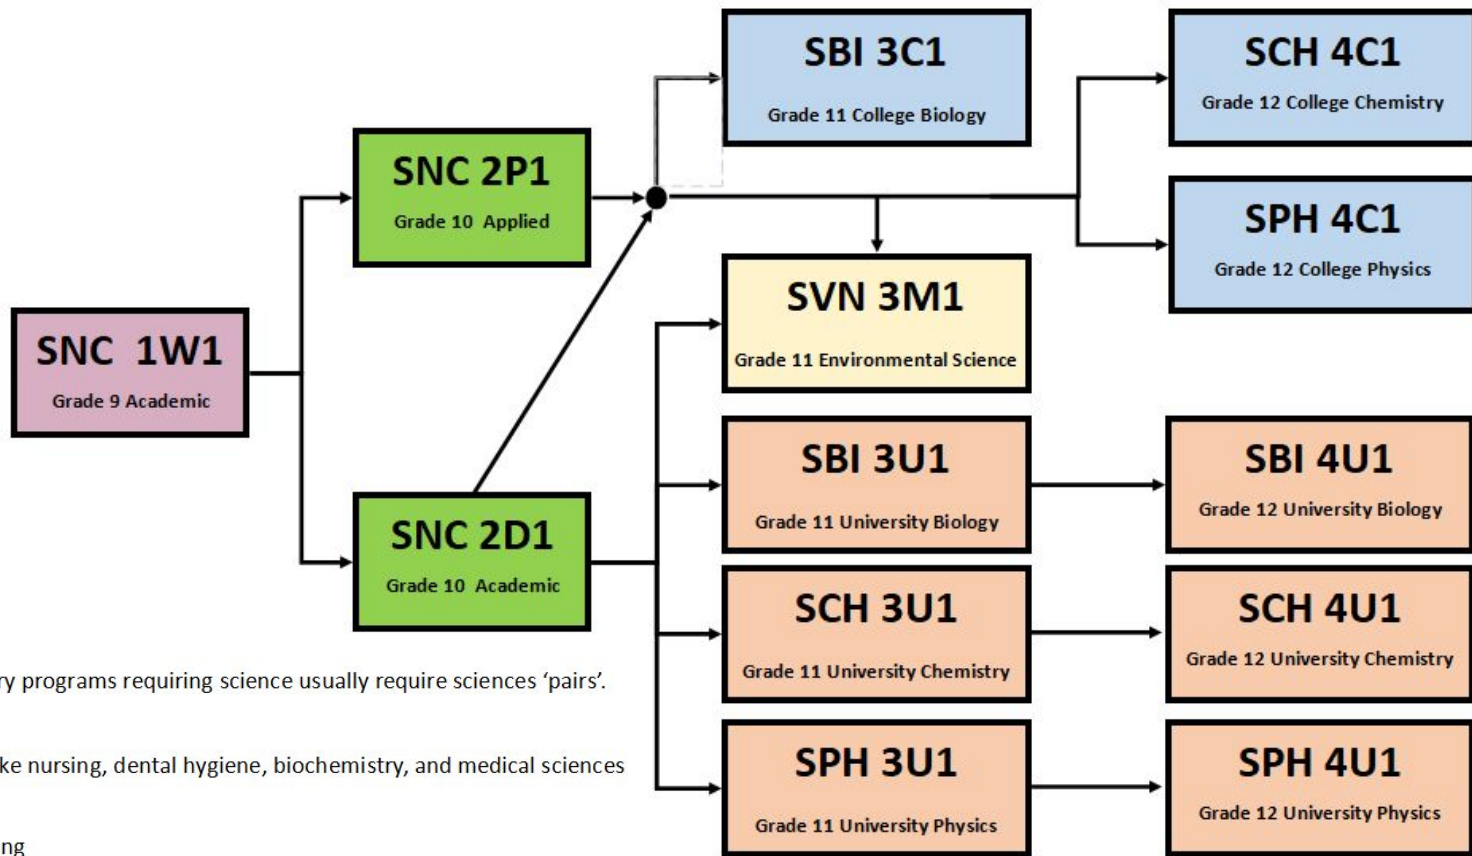 SBI 3C1
Grade 11 College Biology
SCH 4C1
Grade 12 College Chemistry
SNC 2P1
Grade 10 Applied
SPH 4C1
Grade 12 College Physics
SVN 3M1
Grade 11 Environmental Science
SNC 1W1
Grade 9 Academic
SBI 3U1
Grade 11 University Biology
SBI 4U1
Grade 12 University Biology
SNC 2D1
Grade 10 Academic
SCH 3U1
Grade 11 University Chemistry
SCH 4U1
Grade 12 University Chemistry
programs requiring science usually require sciences ‘pairs’.
nursing, dental hygiene, biochemistry, and medical sciences
SPH 3U1
Grade 11 University Physics
SPH 4U1
Grade 12 University Physics